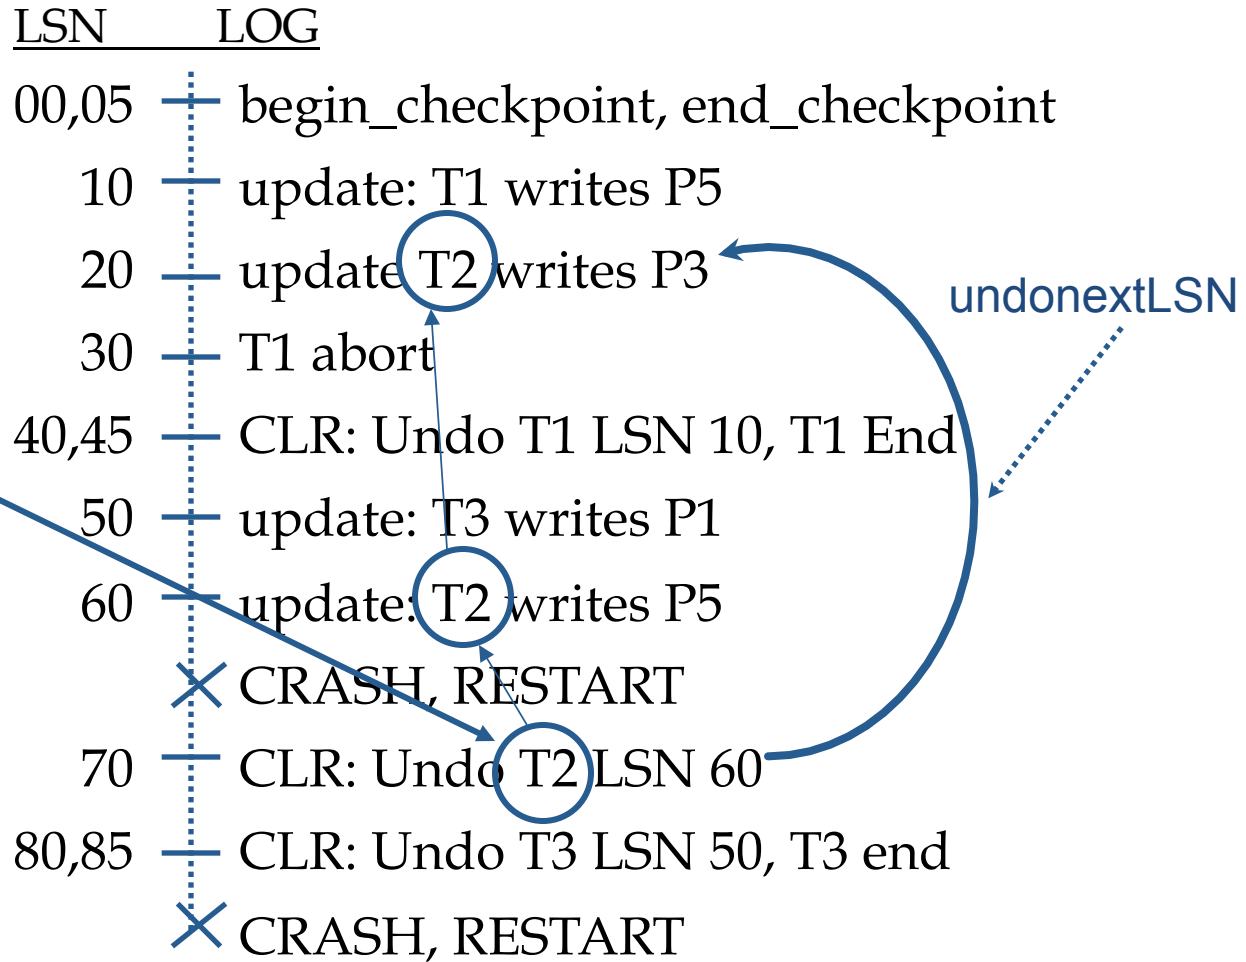 LSN LOG
00,05 begin_checkpoint, end_checkpoint
10 update: T1 writes P5
20 update T2 writes P3
undonextLSN
30 T1 abort
40,45 CLR: Undo T1 LSN 10, T1 End
50 update: T3 writes P1
60 update: T2 writes P5
CRASH, RESTART
70 CLR: Undo T2 LSN 60
80,85 CLR: Undo T3 LSN 50, T3 end
CRASH, RESTART